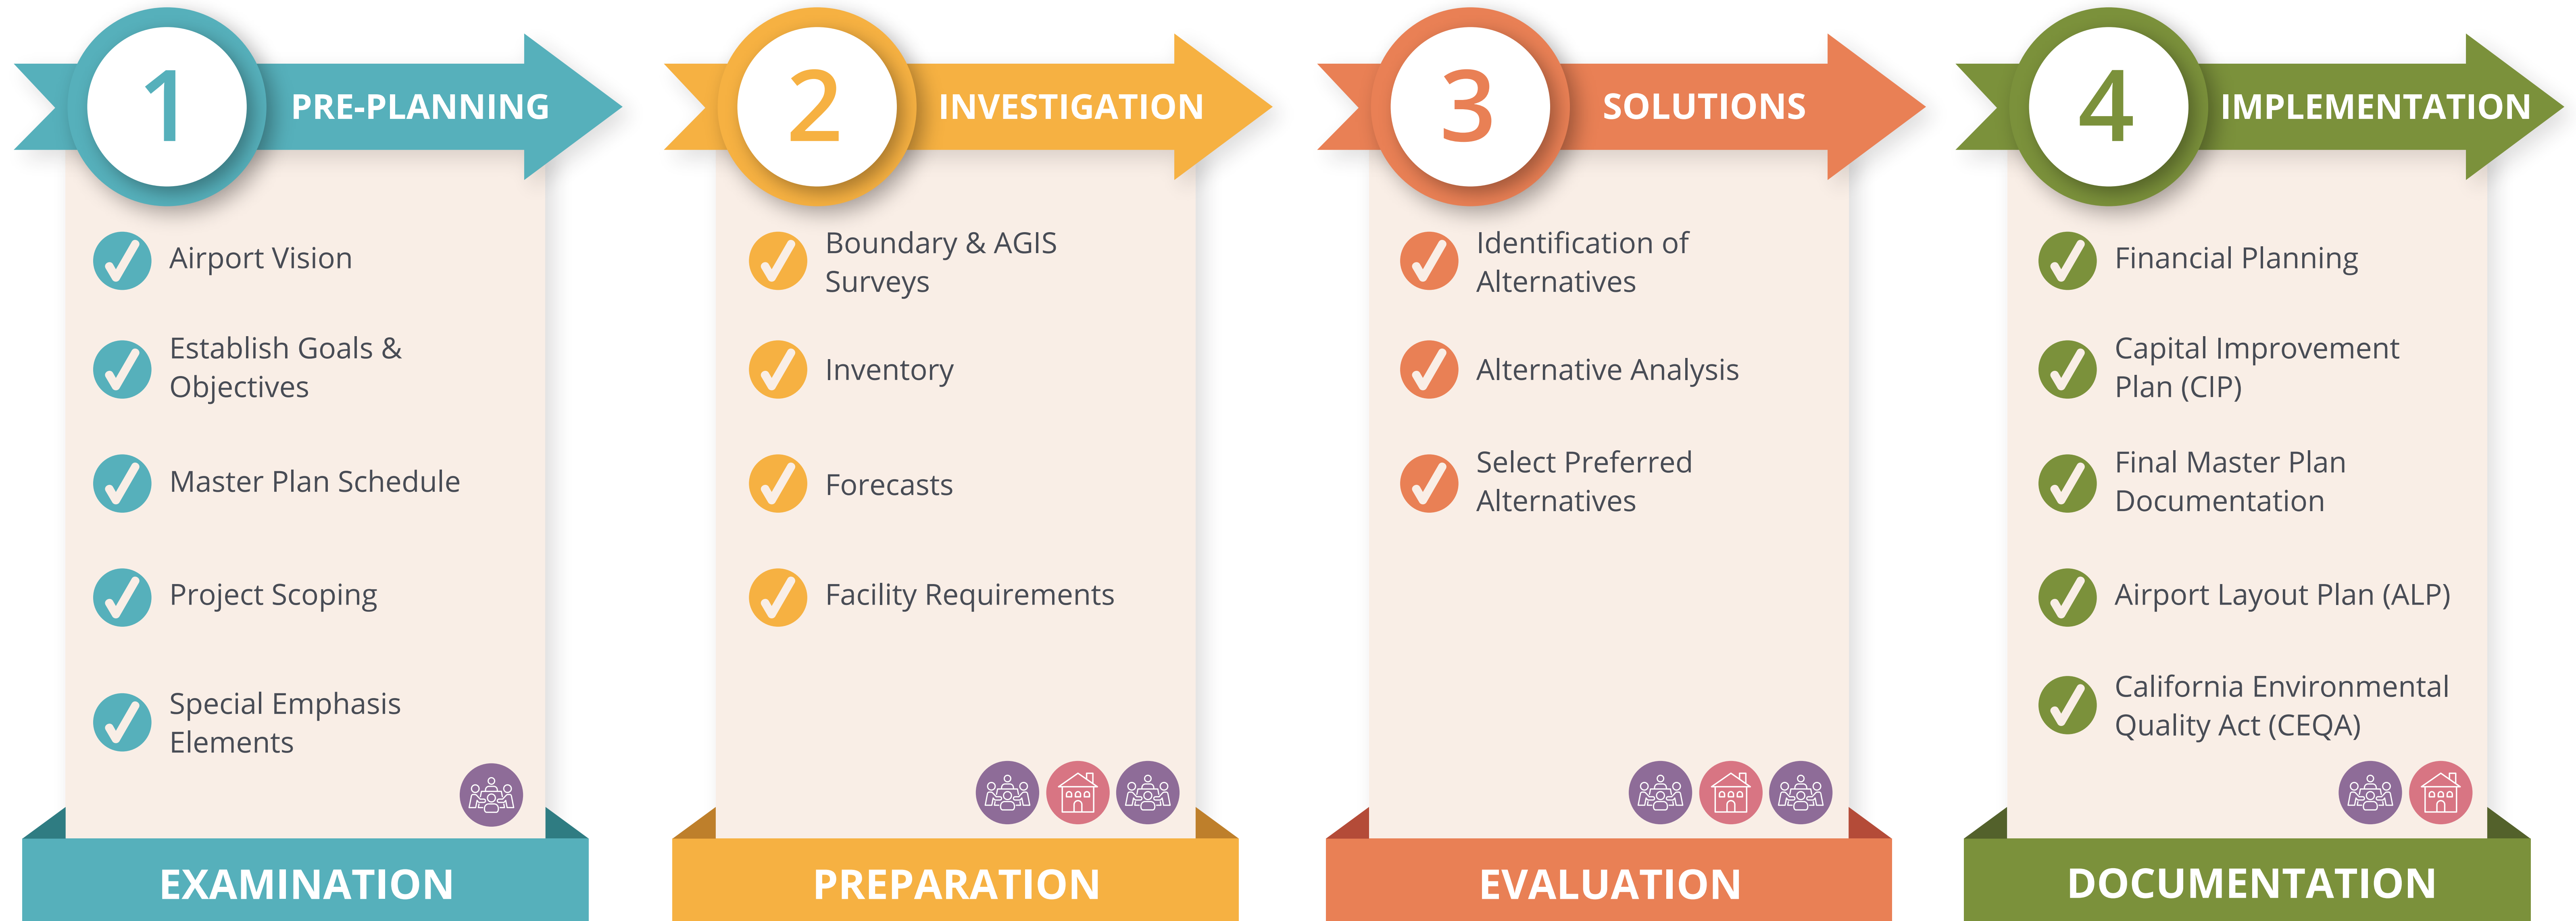 1
PRE-PLANNING
Airport Vision
Establish Goals &
Objectives
Master Plan Schedule
Project Scoping
Special Emphasis
Elements
EXAMINATION
2
INVESTIGATION
Boundary & AGIS
Surveys
Inventory
Forecasts
Facility Requirements
PREPARATION
3
SOLUTIONS
Identification of
Alternatives
Alternative Analysis
Select Preferred
Alternatives
EVALUATION
4
IMPLEMENTATION
Financial Planning
Capital Improvement
Plan (CIP)
Final Master Plan
Documentation
Airport Layout Plan (ALP)
California Environmental
Quality Act (CEQA)
DOCUMENTATION